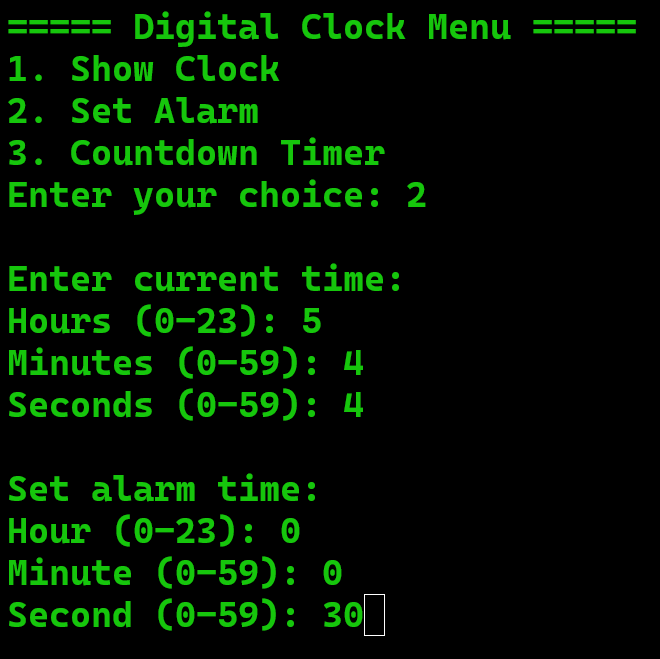 ===== Digital Clock Menu =====
1. Show Clock
2. Set Alarm
3. Countdown Timer
Enter your choice: 2
Enter current time:
Hours (0-23): 5
Minutes (0-59): 4
Seconds (0-59): 4
Set alarm time:
Hour (0-23): 0
Minute (0-59): 0
Second (0-59): 30